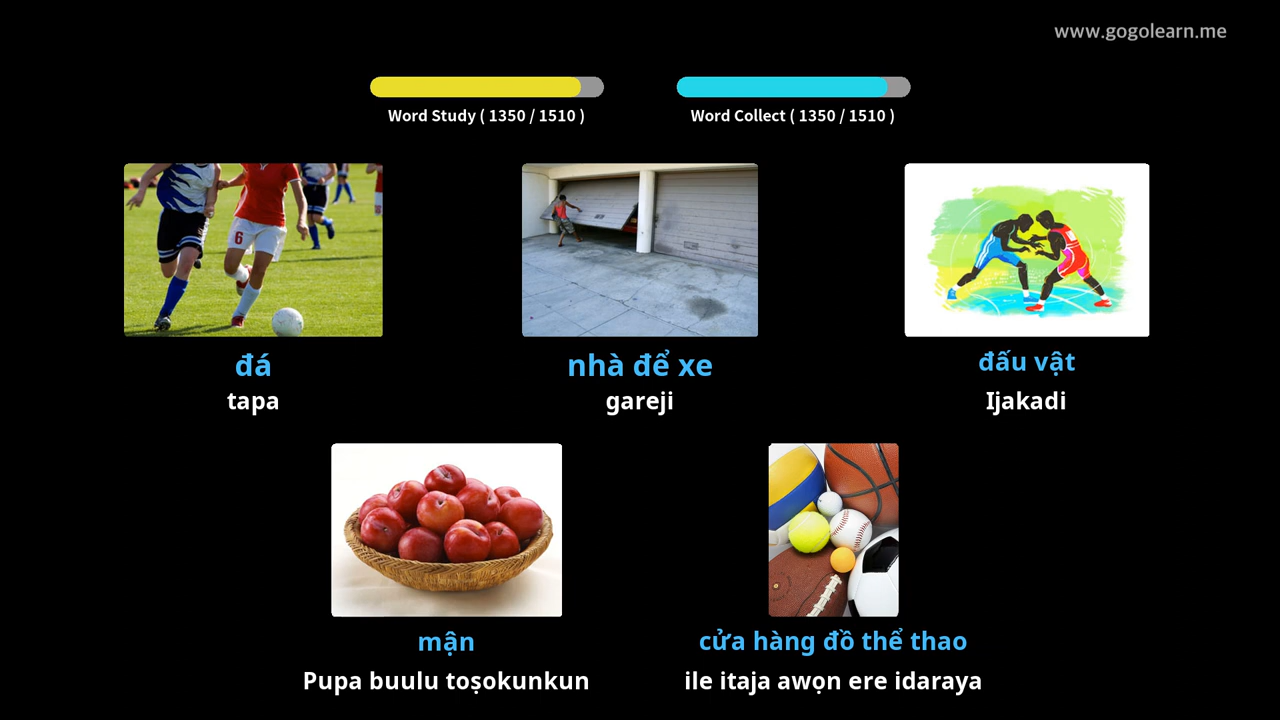 www.gogolearn.me
Word Study ( 1350 / 1510 )
Word Collect ( 1350 / 1510 )
đá
tapa
nhà để xe
gareji
đấu vật
Ijakadi
mận
Pupa buulu toṣokunkun
cửa hàng đồ thể thao
ile itaja awọn ere idaraya